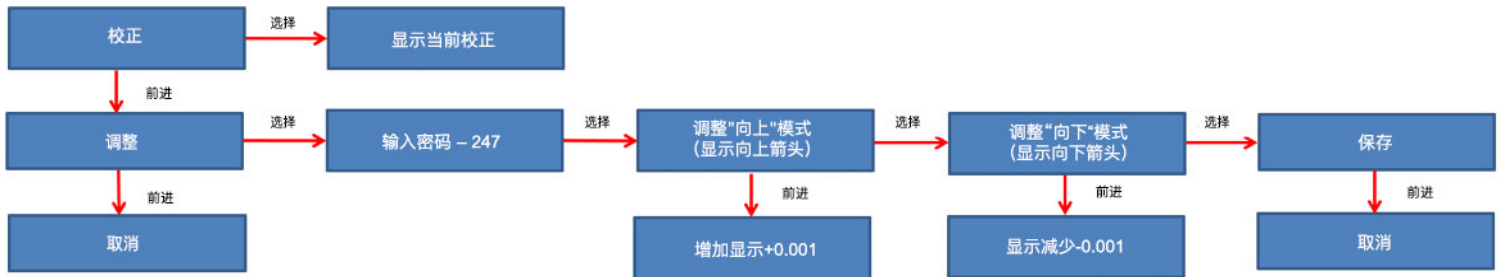 校正
选择
显示当前校正
前进
调整
选择
输入密码 – 247
选择
调整"向上"模式
(显示向上箭头)
选择
调整“向下"模式
(显示向下箭头)
选择
保存
前进
前进
前进
前进
取消
增加显示+0.001
显示减少-0.001
取消